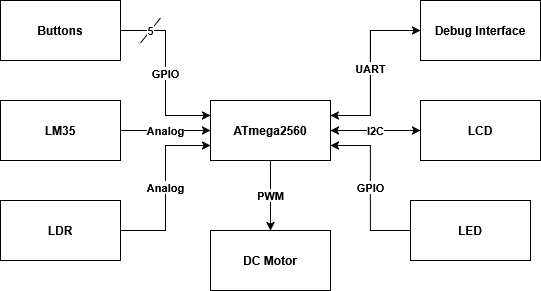 Buttons
5
Debug Interface
GPIO
UART
LM35
Analog
ATmega2560
I2C
LCD
Analog
PWM
GPIO
LDR
LED
DC Motor